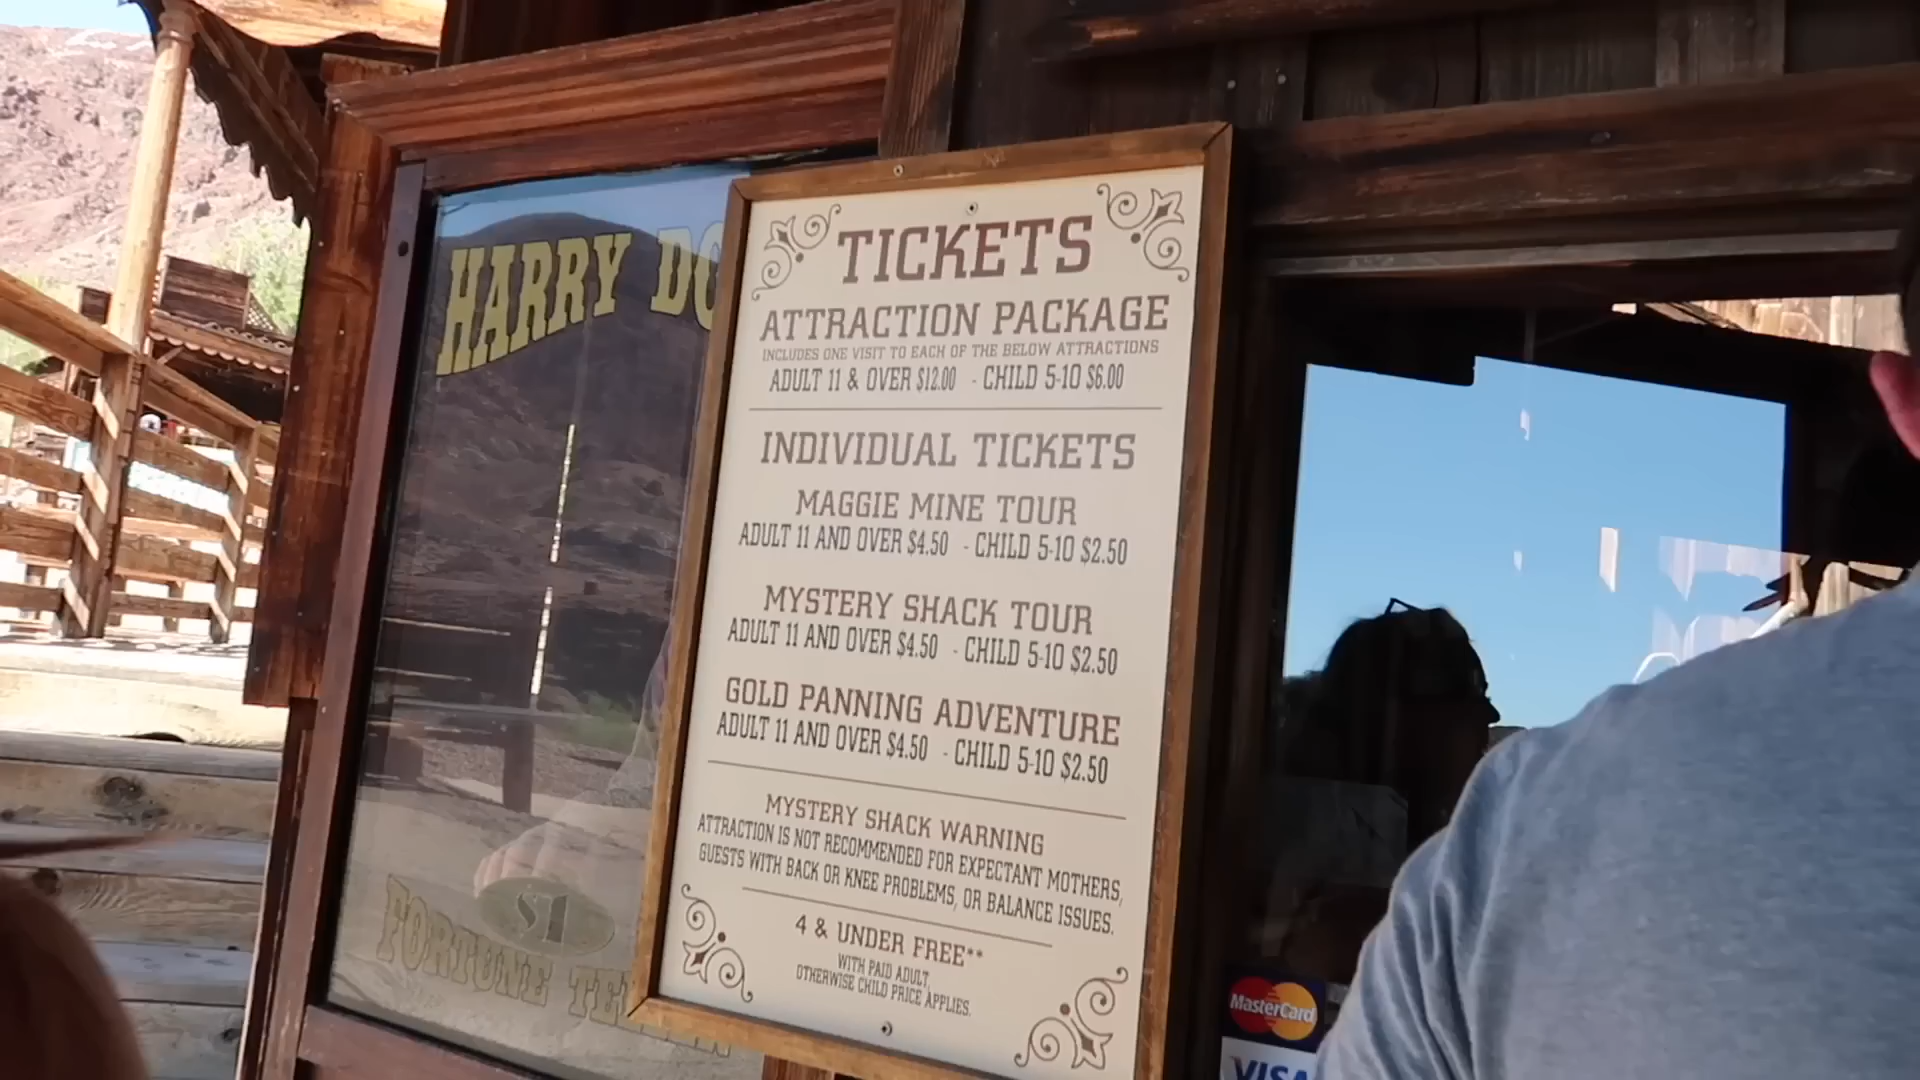 HARRY
TICKETS
ATTRACTION PACKAGE
INCLUDES ONE VISIT TO EACH OF THE BELOW ATTRACTIONS
ADULT 11 & OVER $12.00 - CHILD 5-10 $6.00
INDIVIDUAL TICKETS
MAGGIE MINE TOUR
ADULT 11 AND OVER $4.50 - CHILD 5-10 $2.50
MYSTERY SHACK TOUR
ADULT 11 AND OVER $4.50 - CHILD 5-10 $2.50
GOLD PANNING ADVENTURE
ADULT 11 AND OVER $4.50 - CHILD 5-10 $2.50
MYSTERY SHACK WARNING
ATTRACTION IS NOT RECOMMENDED FOR EXPECTANT MOTHERS,
GUESTS WITH BACK OR KNEE PROBLEMS, OR BALANCE ISSUES.
4 & UNDER FREE**
WITH PAID ADULT,
OTHERWISE CHILD PRICE APPLIES.
FORTUNE
MasterCard
VISA